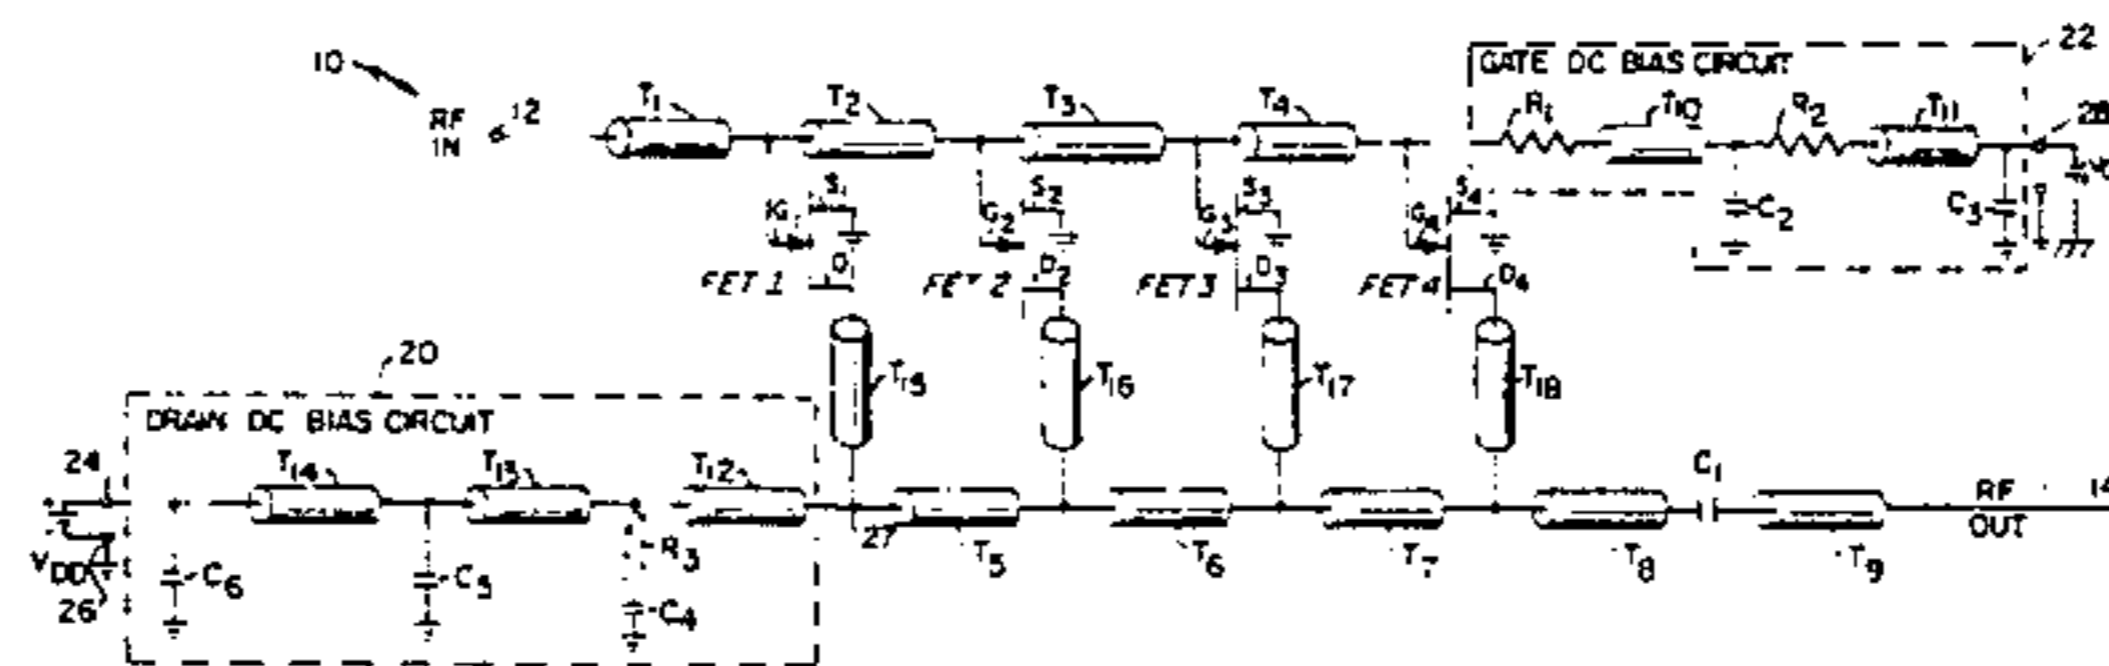 10
RF
IN
12
T1
T2
T3
T4
GATE DC BIAS CIRCUIT
22
R1
T10
R2
T11
28
S1
S2
S3
S4
G2
G3
G4
C2
C3
D2
D3
D4
FET 1
FET 2
FET 3
FET 4
20
T15
T16
T17
T18
DRAIN DC BIAS CIRCUIT
24
T14
T13
T12
C1
RF
OUT
14
VDD
26
C6
C5
R3
C4
27
T5
T6
T7
T8
T9